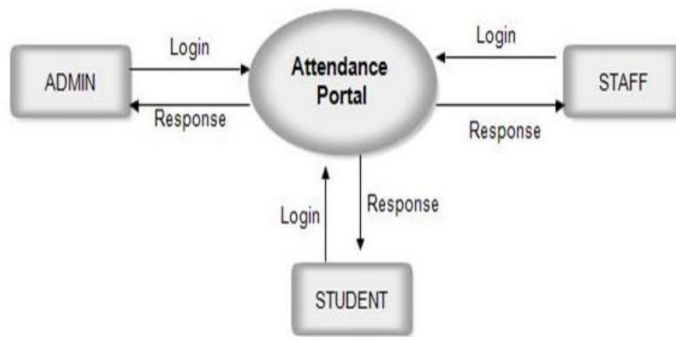 Login
Attendance
Portal
Login
ADMIN
STAFF
Response
Response
Login
Response
STUDENT